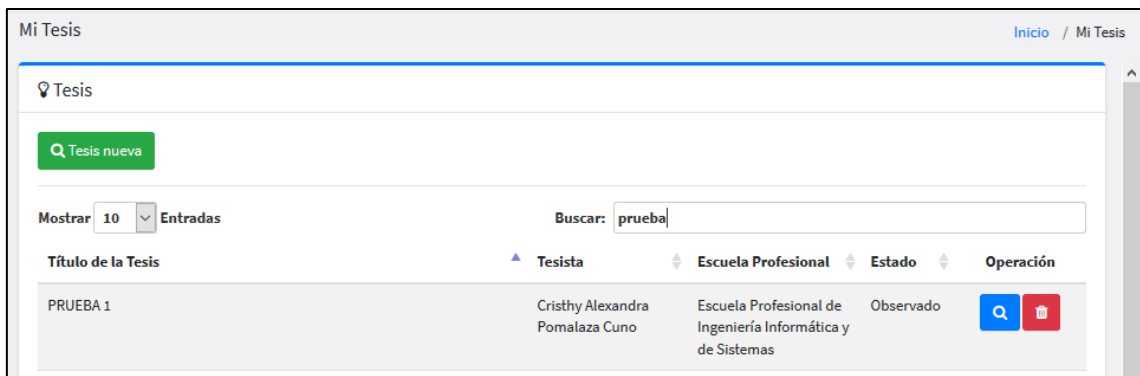 Mi Tesis
Inicio / Mi Tesis
Tesis
Tesis nueva
Mostrar 10 Entradas
Buscar: prueba
Título de la Tesis Tesista Escuela Profesional Estado Operación
PRUEBA 1 Cristhy Alexandra Escuela Profesional de Observado
Pomalaza Cuno Ingeniería Informática y
de Sistemas